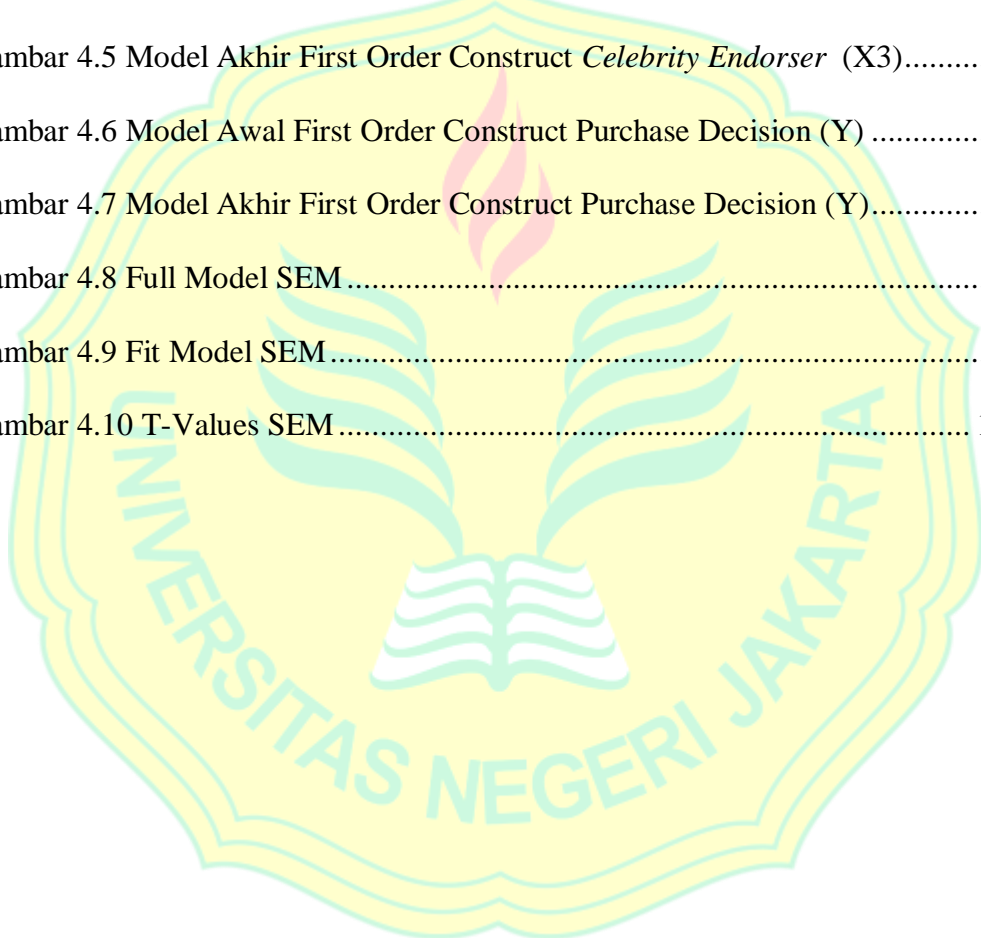 ambar 4.5 Model Akhir First Order Construct Celebrity Endorser (X3).........
ambar 4.6 Model Awal First Order Construct Purchase Decision (Y) .............
ambar 4.7 Model Akhir First Order Construct Purchase Decision (Y).............
ambar 4.8 Full Model SEM ..............................................................................
ambar 4.9 Fit Model SEM ................................................................................
ambar 4.10 T-Values SEM ..............................................................................
UNIVERSITAS NEGERI JAKARTA